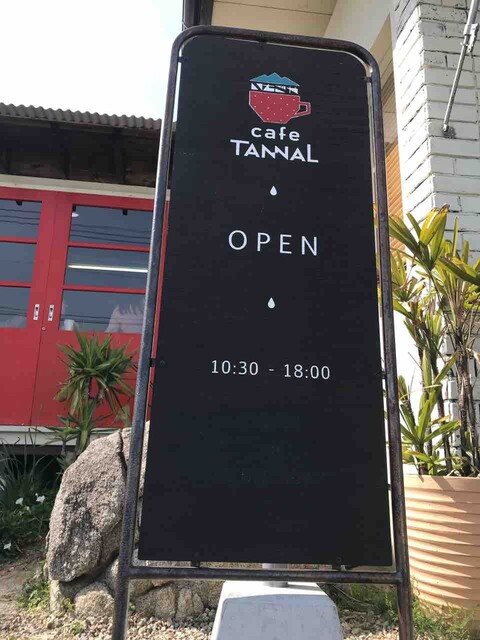 cafe
TANNAL
OPEN
10:30 - 18:00